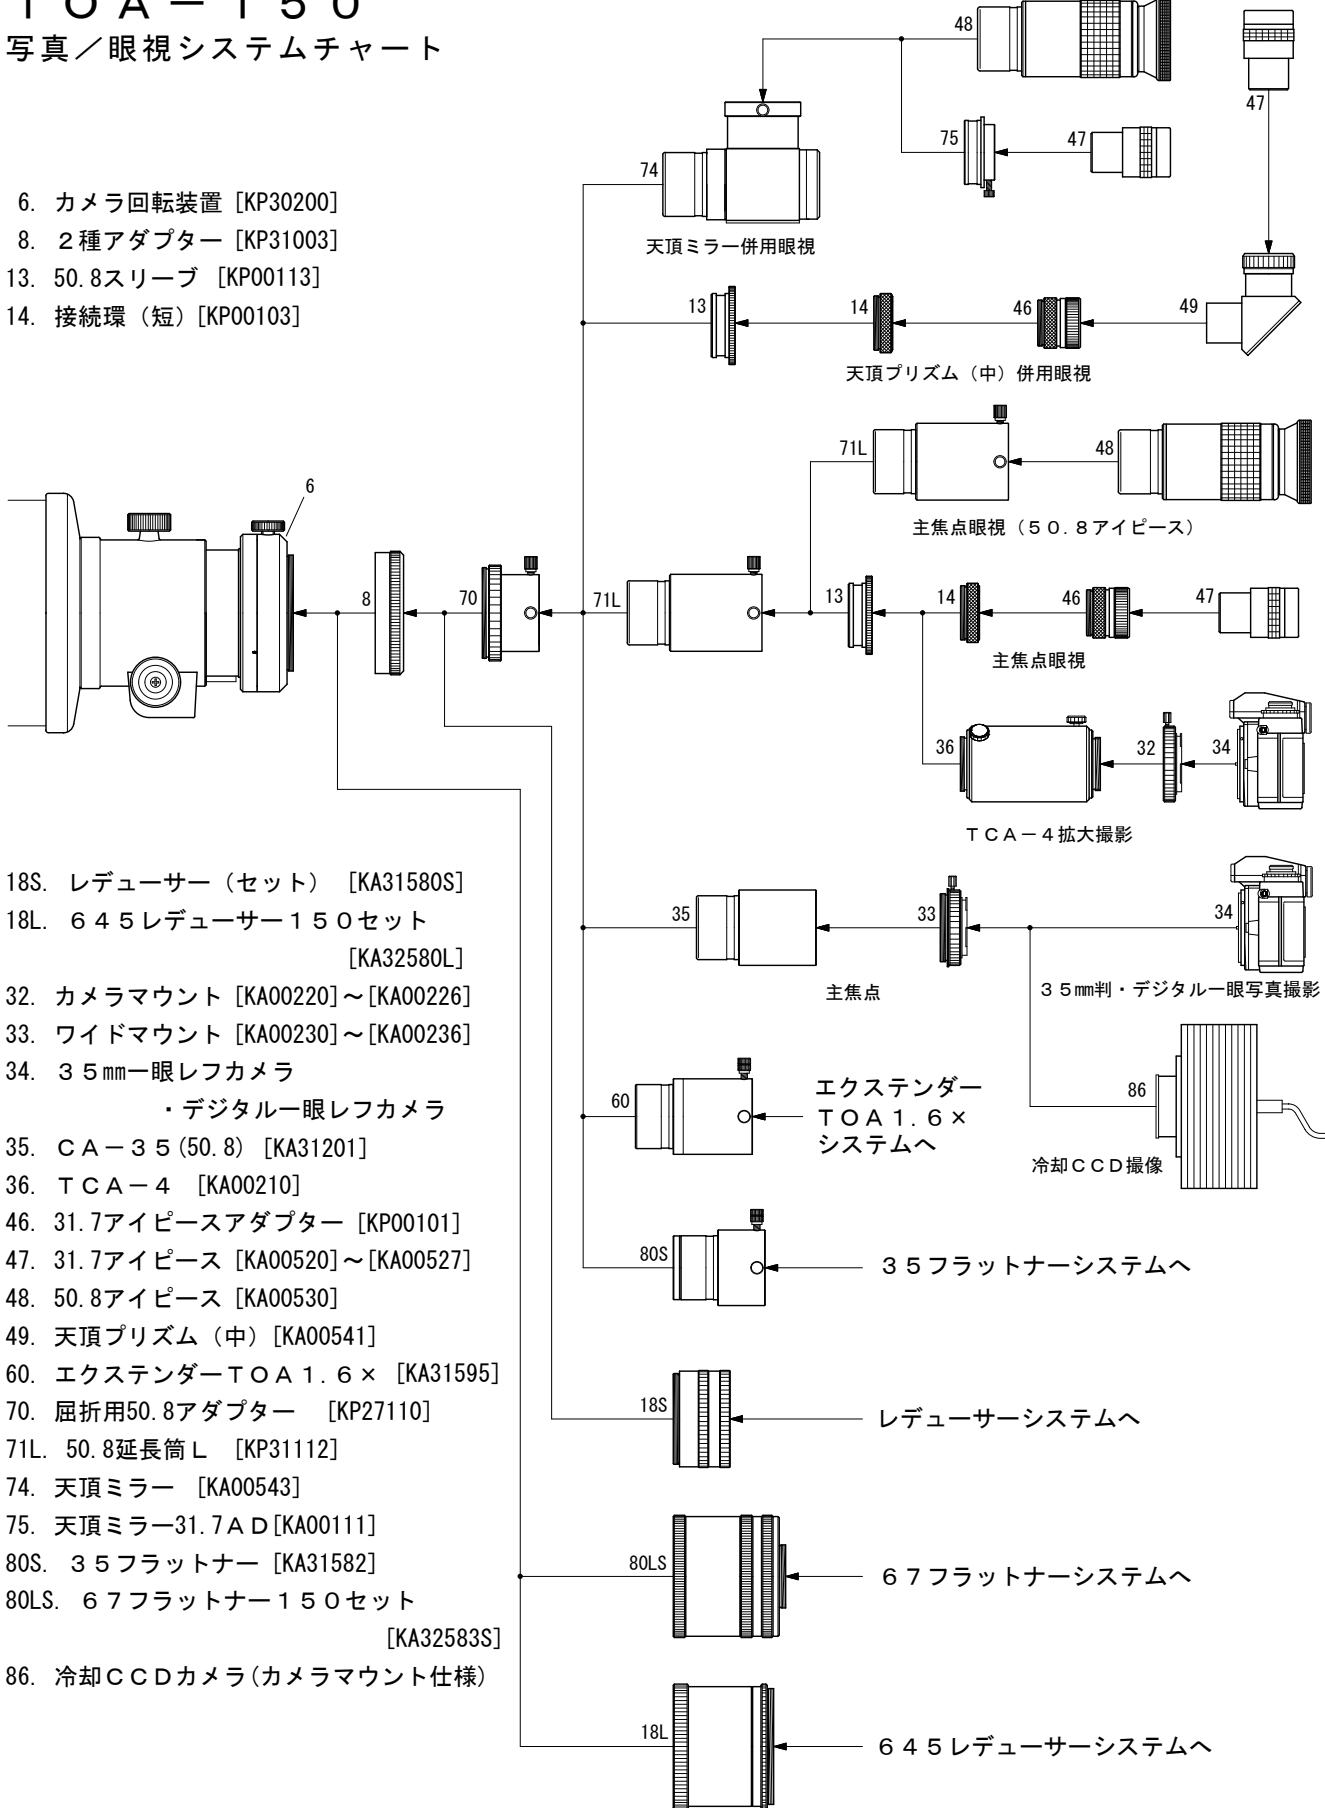 ＴＯＡ－１５０
写真／眼視システムチャート
6. カメラ回転装置 [KP30200]
8. ２種アダプター [KP31003]
13. 50.8スリーブ [KP00113]
14. 接続環（短）[KP00103]
48
47
75
47
74
天頂ミラー併用眼視
13
14
46
49
天頂プリズム（中）併用眼視
71L
48
主焦点眼視（５０.８アイピース）
6
8
70
71L
13
14
46
47
主焦点眼視
36
32
34
ＴＣＡ－４拡大撮影
35
33
34
主焦点
３５㎜判・デジタル一眼写真撮影
86
冷却ＣＣＤ撮像
60
エクステンダー
ＴＯＡ１.６×
システムへ
80S
３５フラットナーシステムへ
18S
レデューサーシステムへ
80LS
６７フラットナーシステムへ
18L
６４５レデューサーシステムへ
18S. レデューサー（セット） [KA31580S]
18L. ６４５レデューサー１５０セット
[KA32580L]
32. カメラマウント [KA00220]～[KA00226]
33. ワイドマウント [KA00230]～[KA00236]
34. ３５㎜一眼レフカメラ
・デジタル一眼レフカメラ
35. ＣＡ－３５(50.8) [KA31201]
36. ＴＣＡ－４ [KA00210]
46. 31.7アイピースアダプター [KP00101]
47. 31.7アイピース [KA00520]～[KA00527]
48. 50.8アイピース [KA00530]
49. 天頂プリズム（中）[KA00541]
60. エクステンダーＴＯＡ１.６× [KA31595]
70. 屈折用50.8アダプター [KP27110]
71L. 50.8延長筒Ｌ [KP31112]
74. 天頂ミラー [KA00543]
75. 天頂ミラー31.7ＡＤ[KA00111]
80S. ３５フラットナー [KA31582]
80LS. ６７フラットナー１５０セット
[KA32583S]
86. 冷却ＣＣＤカメラ(カメラマウント仕様)